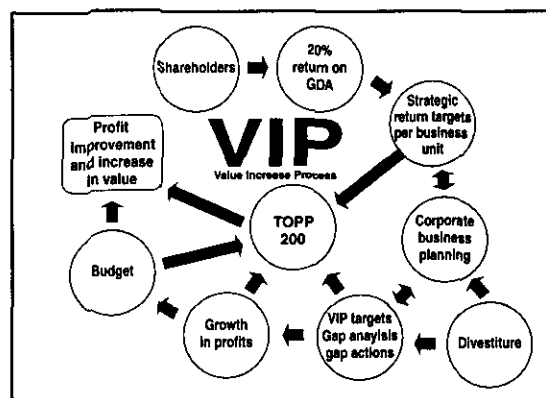 Shareholders
20%
return on
GDA
Strategic
return targets
per business
unit
Profit
improvement
and increase
in value
VIP
Value Increase Process
TOPP
200
Corporate
business
planning
Budget
Growth
in profits
VIP targets
Gap anaylsis
gap actions
Divestiture